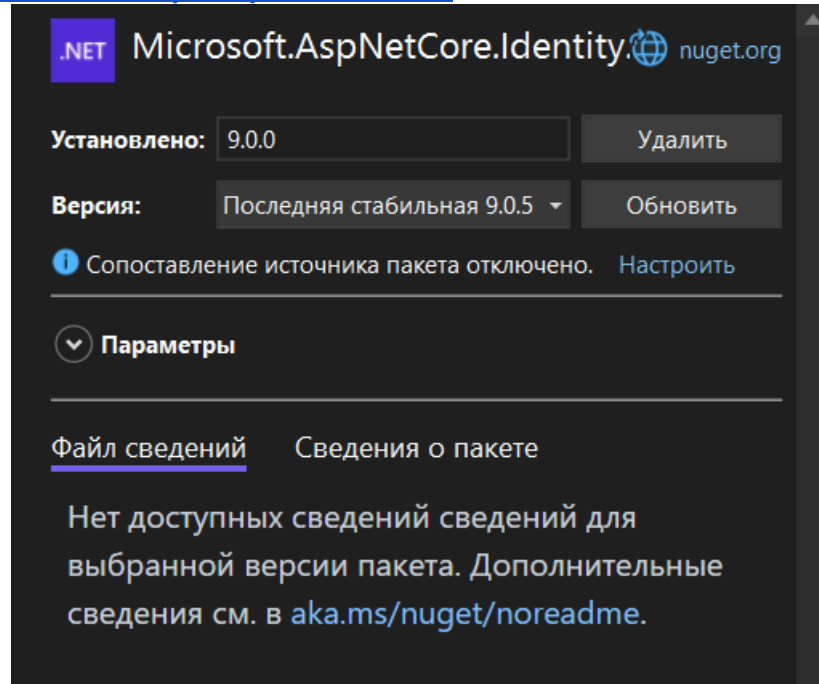 .NET Microsoft.AspNetCore.Identity. nuget.org
Установлено: 9.0.0 Удалить
Версия: Последняя стабильная 9.0.5 Обновить
Сопоставление источника пакета отключено. Настроить
Параметры
Файл сведений Сведения о пакете
Нет доступных сведений сведений для
выбранной версии пакета. Дополнительные
сведения см. в aka.ms/nuget/noreadme.